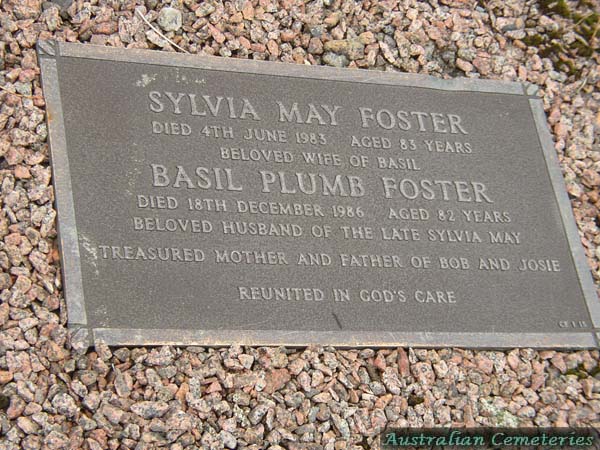 SYLVIA MAY FOSTER
DIED 4TH JUNE 1983 AGED 83 YEARS
BELOVED WIFE OF BASIL
BASIL PLUMB FOSTER
DIED 18TH DECEMBER 1986 AGED 82 YEARS
BELOVED HUSBAND OF THE LATE SYLVIA MAY
TREASURED MOTHER AND FATHER OF BOB AND JOSIE
REUNITED IN GOD'S CARE
Australian Cemeteries